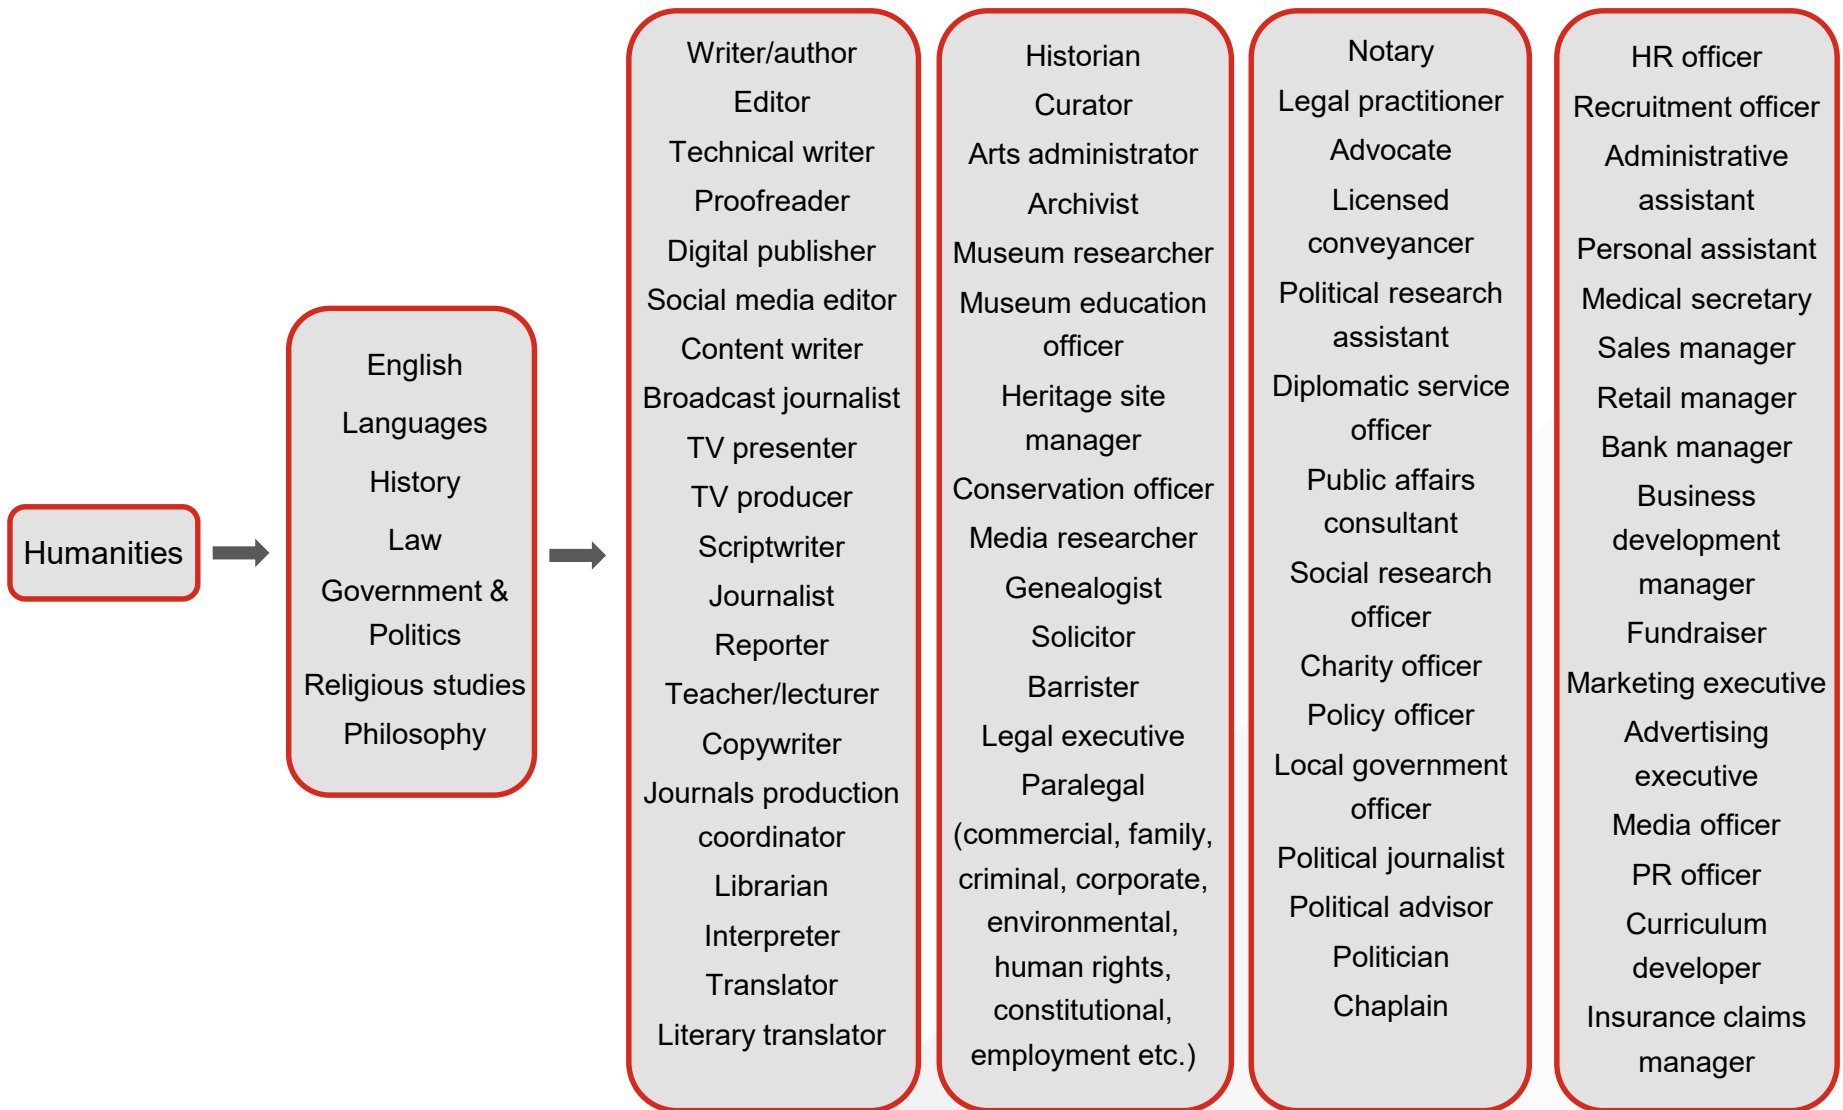 Humanities
English
Languages
History
Law
Government &
Politics
Religious studies
Philosophy
Writer/author
Editor
Technical writer
Proofreader
Digital publisher
Social media editor
Content writer
Broadcast journalist
TV presenter
TV producer
Scriptwriter
Journalist
Reporter
Teacher/lecturer
Copywriter
Journals production
coordinator
Librarian
Interpreter
Translator
Literary translator
Historian
Curator
Arts administrator
Archivist
Museum researcher
Museum education
officer
Heritage site
manager
Conservation officer
Media researcher
Genealogist
Solicitor
Barrister
Legal executive
Paralegal
(commercial, family,
criminal, corporate,
environmental,
human rights,
constitutional,
employment etc.)
Notary
Legal practitioner
Advocate
Licensed
conveyancer
Political research
assistant
Diplomatic service
officer
Public affairs
consultant
Social research
officer
Charity officer
Policy officer
Local government
officer
Political journalist
Political advisor
Politician
Chaplain
HR officer
Recruitment officer
Administrative
assistant
Personal assistant
Medical secretary
Sales manager
Retail manager
Bank manager
Business
development
manager
Fundraiser
Marketing executive
Advertising
executive
Media officer
PR officer
Curriculum
developer
Insurance claims
manager